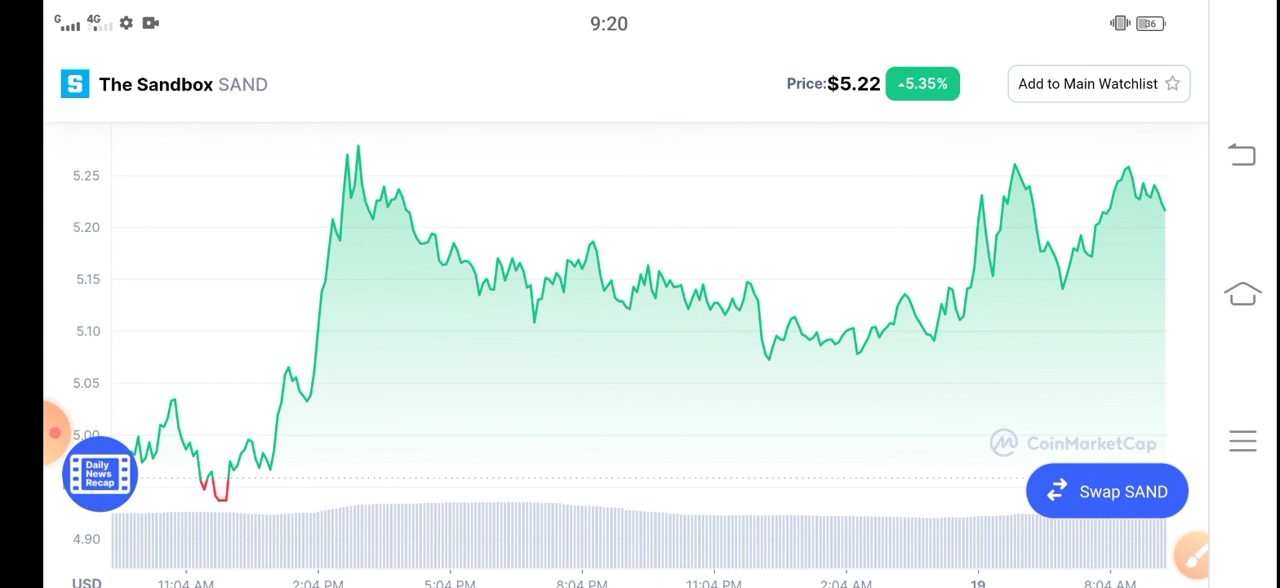 G 4G 9:20 36
S The Sandbox SAND Price:$5.22 5.35% Add to Main Watchlist
5.25
5.20
5.15
5.10
5.05
5.00
CoinMarketCap
Daily
News
Recap
Swap SAND
4.90
USD 11:04 AM 2:04 PM 5:04 PM 8:04 PM 11:04 PM 2:04 AM 19 8:04 AM